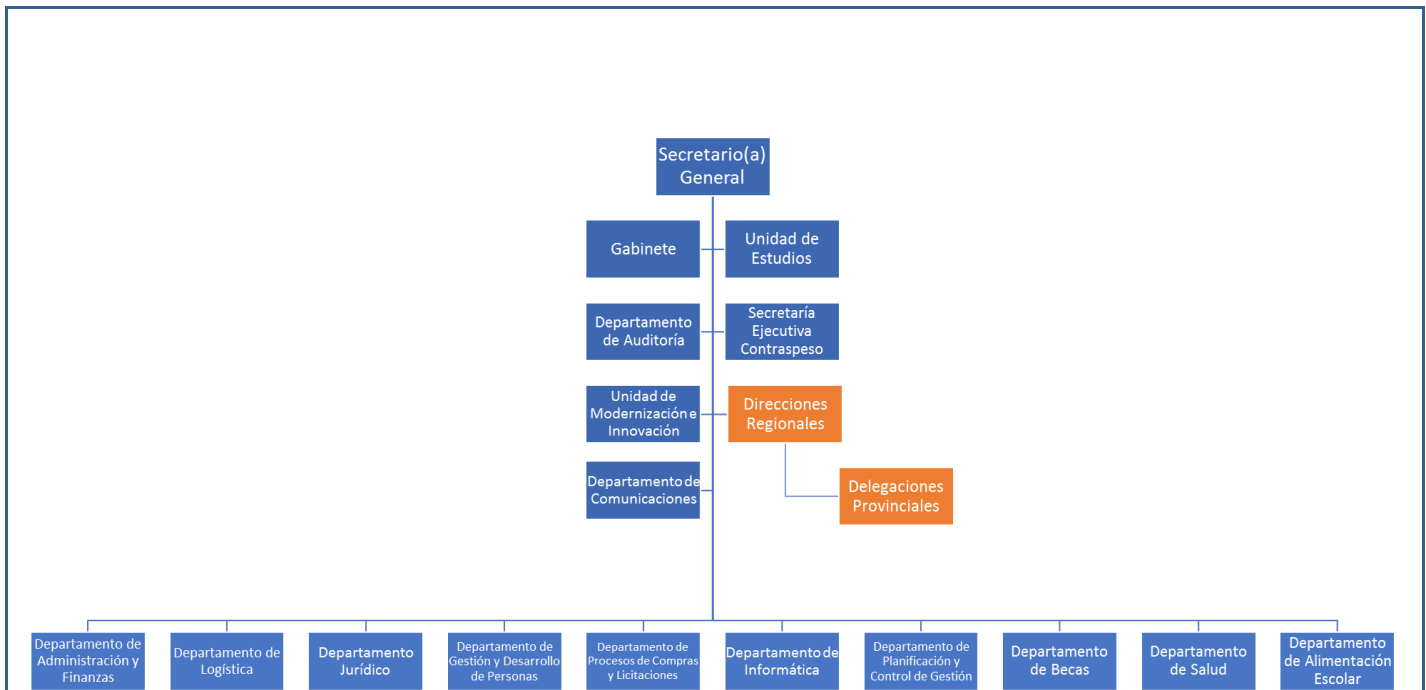 Secretario(a)
General
Gabinete
Unidad de
Estudios
Departamento
de Auditoría
Secretaría
Ejecutiva
Contraspeso
Unidad de
Modernización e
Innovación
Direcciones
Regionales
Departamento de
Comunicaciones
Delegaciones
Provinciales
Departamento de
Administración y
Finanzas
Departamento de
Logística
Departamento
Jurídico
Departamento de
Gestión y Desarrollo
de Personas
Departamento de
Procesos de Compras
y Licitaciones
Departamento de
Informática
Departamento de
Planificación y
Control de Gestión
Departamento
de Becas
Departamento
de Salud
Departamento
de Alimentación
Escolar